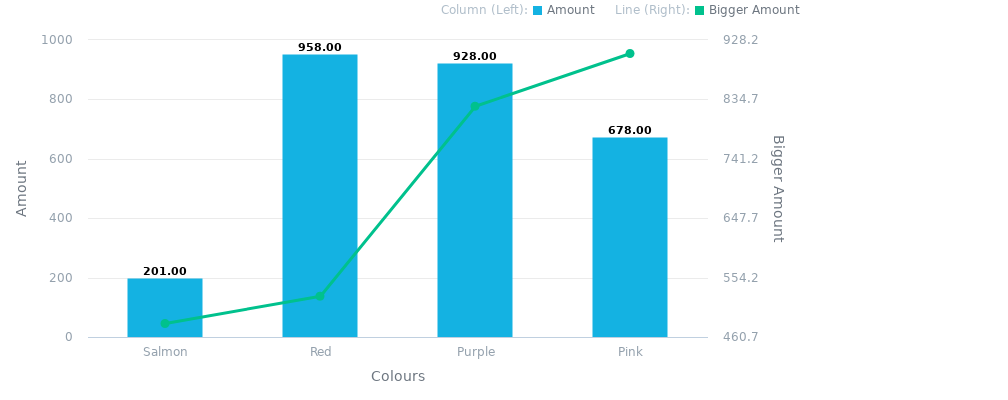 Column (Left): Amount Line (Right): Bigger Amount
1000 928.2
958.00
928.00
800 834.7
678.00
600 741.2
Amount
Bigger Amount
400 647.7
201.00
200 554.2
0 460.7
Salmon Red Purple Pink
Colours